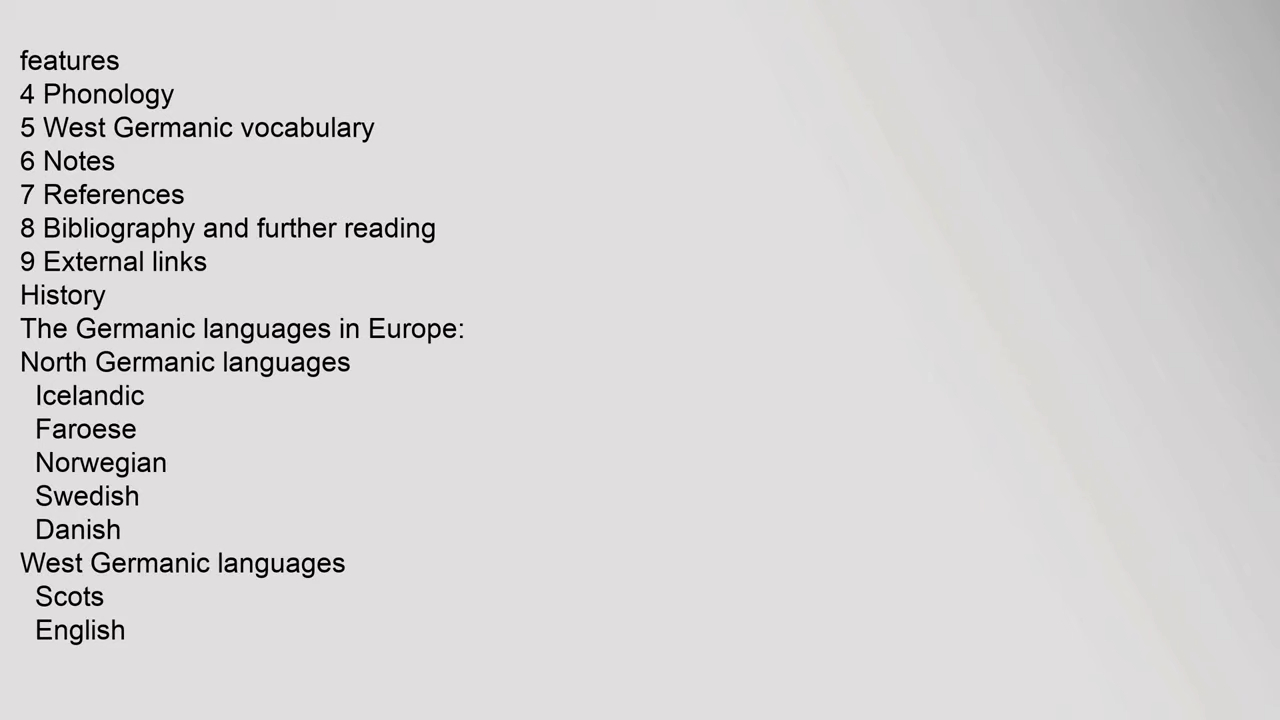 features
4 Phonology
5 West Germanic vocabulary
6 Notes
7 References
8 Bibliography and further reading
9 External links
History
The Germanic languages in Europe:
North Germanic languages
Icelandic
Faroese
Norwegian
Swedish
Danish
West Germanic languages
Scots
English